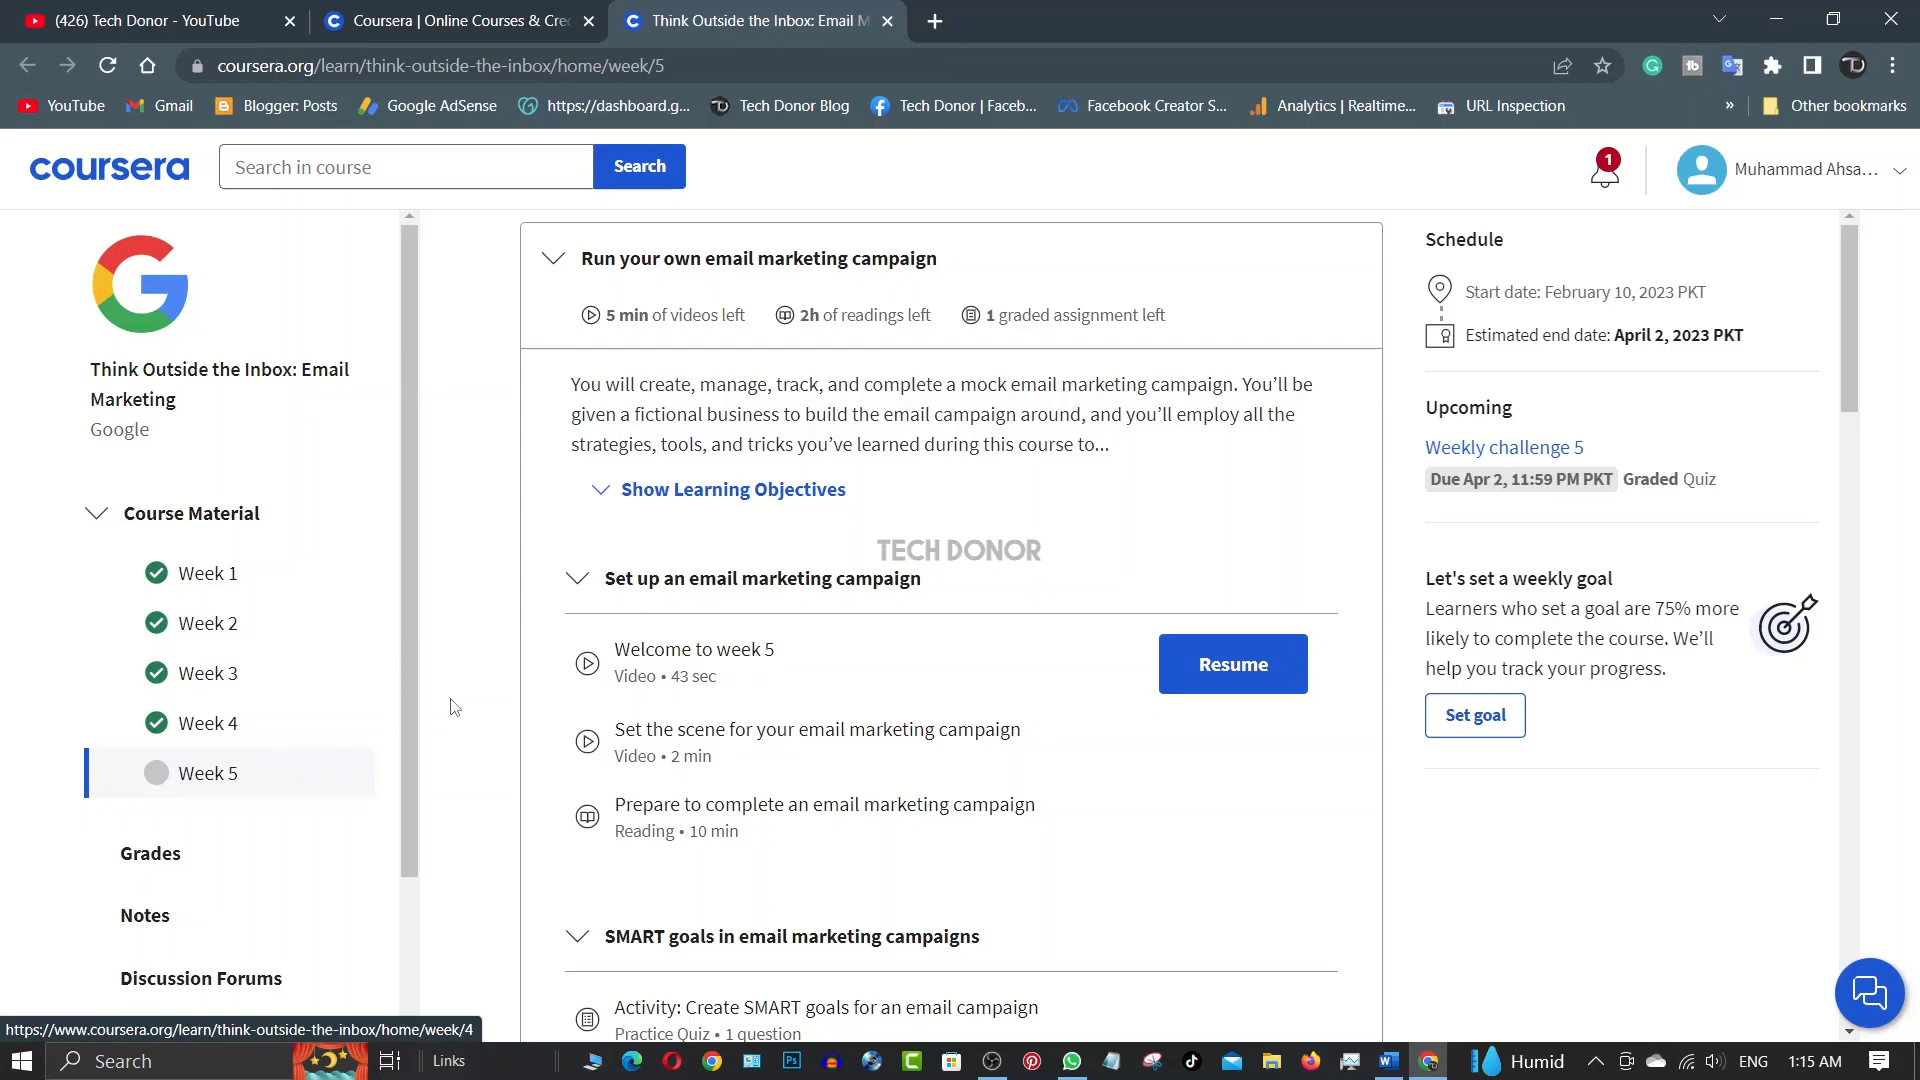 (426) Tech Donor - YouTube
Coursera | Online Courses & Cre
Think Outside the Inbox: Email M
coursera.org/learn/think-outside-the-inbox/home/week/5
YouTube
Gmail
Blogger: Posts
Google AdSense
https://dashboard.g...
Tech Donor Blog
Tech Donor | Faceb...
Facebook Creator S...
Analytics | Realtime...
URL Inspection
»
Other bookmarks
coursera
Search in course
Search
1
Muhammad Ahsa...
Think Outside the Inbox: Email
Marketing
Google
Course Material
Week 1
Week 2
Week 3
Week 4
Week 5
Grades
Notes
Discussion Forums
https://www.coursera.org/learn/think-outside-the-inbox/home/week/4
Run your own email marketing campaign
5 min of videos left
2h of readings left
1 graded assignment left
You will create, manage, track, and complete a mock email marketing campaign. You’ll be
given a fictional business to build the email campaign around, and you’ll employ all the
strategies, tools, and tricks you’ve learned during this course to...
Show Learning Objectives
TECH DONOR
Set up an email marketing campaign
Welcome to week 5
Video • 43 sec
Resume
Set the scene for your email marketing campaign
Video • 2 min
Prepare to complete an email marketing campaign
Reading • 10 min
SMART goals in email marketing campaigns
Activity: Create SMART goals for an email campaign
Practice Quiz • 1 question
Schedule
Start date: February 10, 2023 PKT
Estimated end date: April 2, 2023 PKT
Upcoming
Weekly challenge 5
Due Apr 2, 11:59 PM PKT Graded Quiz
Let's set a weekly goal
Learners who set a goal are 75% more
likely to complete the course. We’ll
help you track your progress.
Set goal
Search
Links
Humid
ENG
1:15 AM